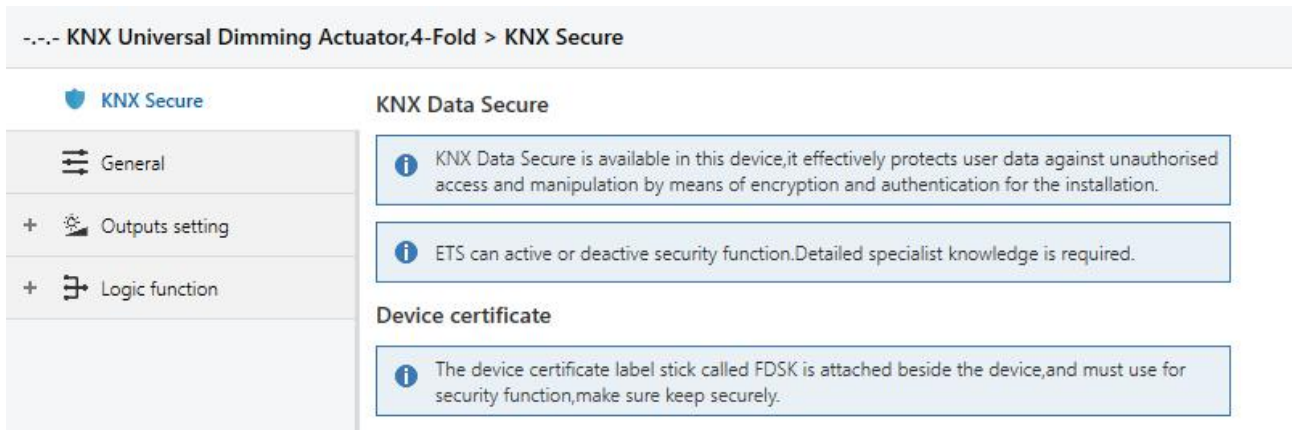 -.-.- KNX Universal Dimming Actuator,4-Fold > KNX Secure
KNX Secure
General
+ Outputs setting
+ Logic function
KNX Data Secure
KNX Data Secure is available in this device,it effectively protects user data against unauthorised
access and manipulation by means of encryption and authentication for the installation.
ETS can active or deactive security function.Detailed specialist knowledge is required.
Device certificate
The device certificate label stick called FDSK is attached beside the device,and must use for
security function,make sure keep securely.